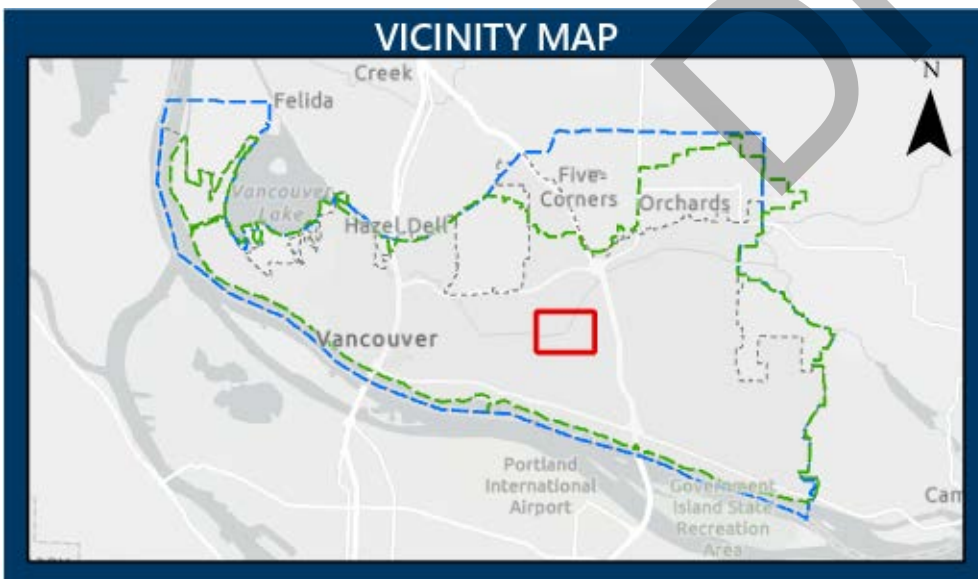 VICINITY MAP
Creek
N
Felida
Vancouver
Lake
Five
Corners
Orchards
Hazel Dell
Vancouver
Portland
International
Airport
Government
Island State
Recreation
Area
Cam